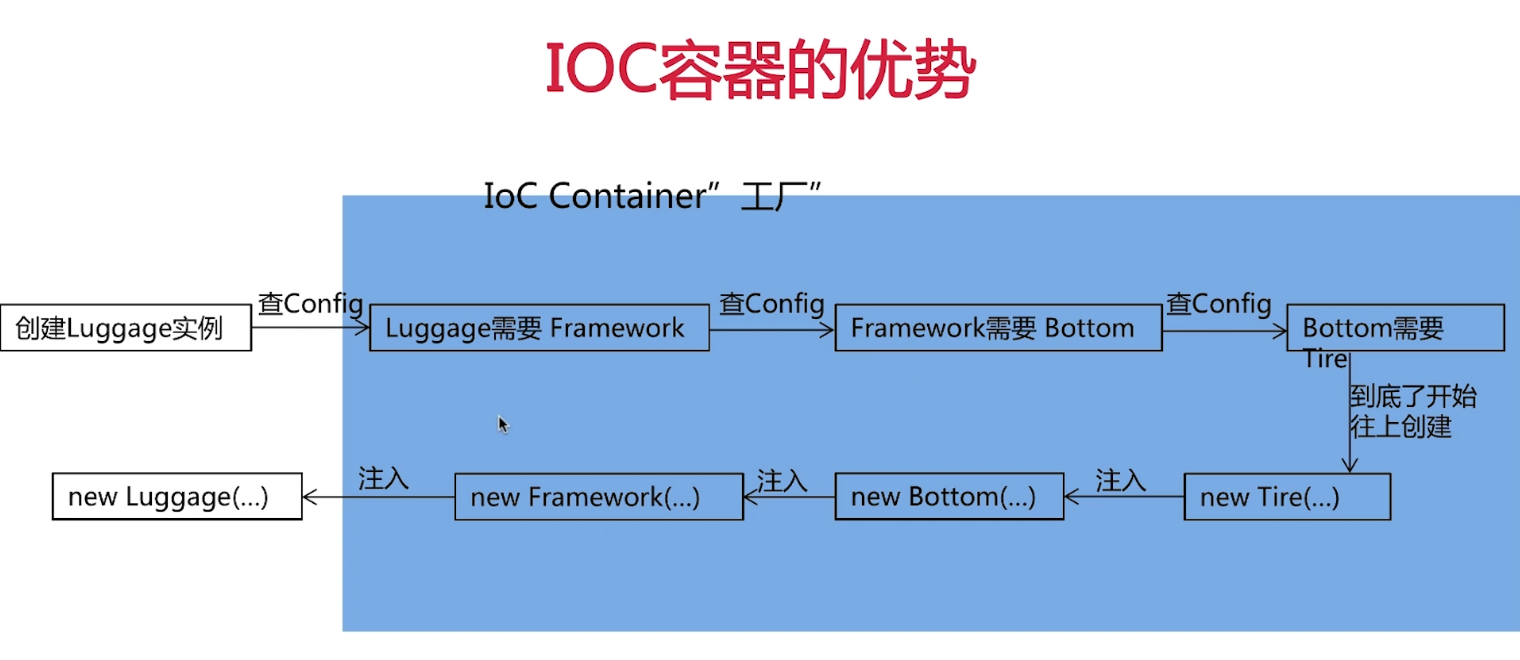 IOC容器的优势
IoC Container” 工厂”
创建Luggage实例
查Config
Luggage需要 Framework
查Config
Framework需要 Bottom
查Config
Bottom需要
Tire
到底了开始
往上创建
new Luggage(...)
注入
new Framework(...)
注入
new Bottom(...)
注入
new Tire(...)